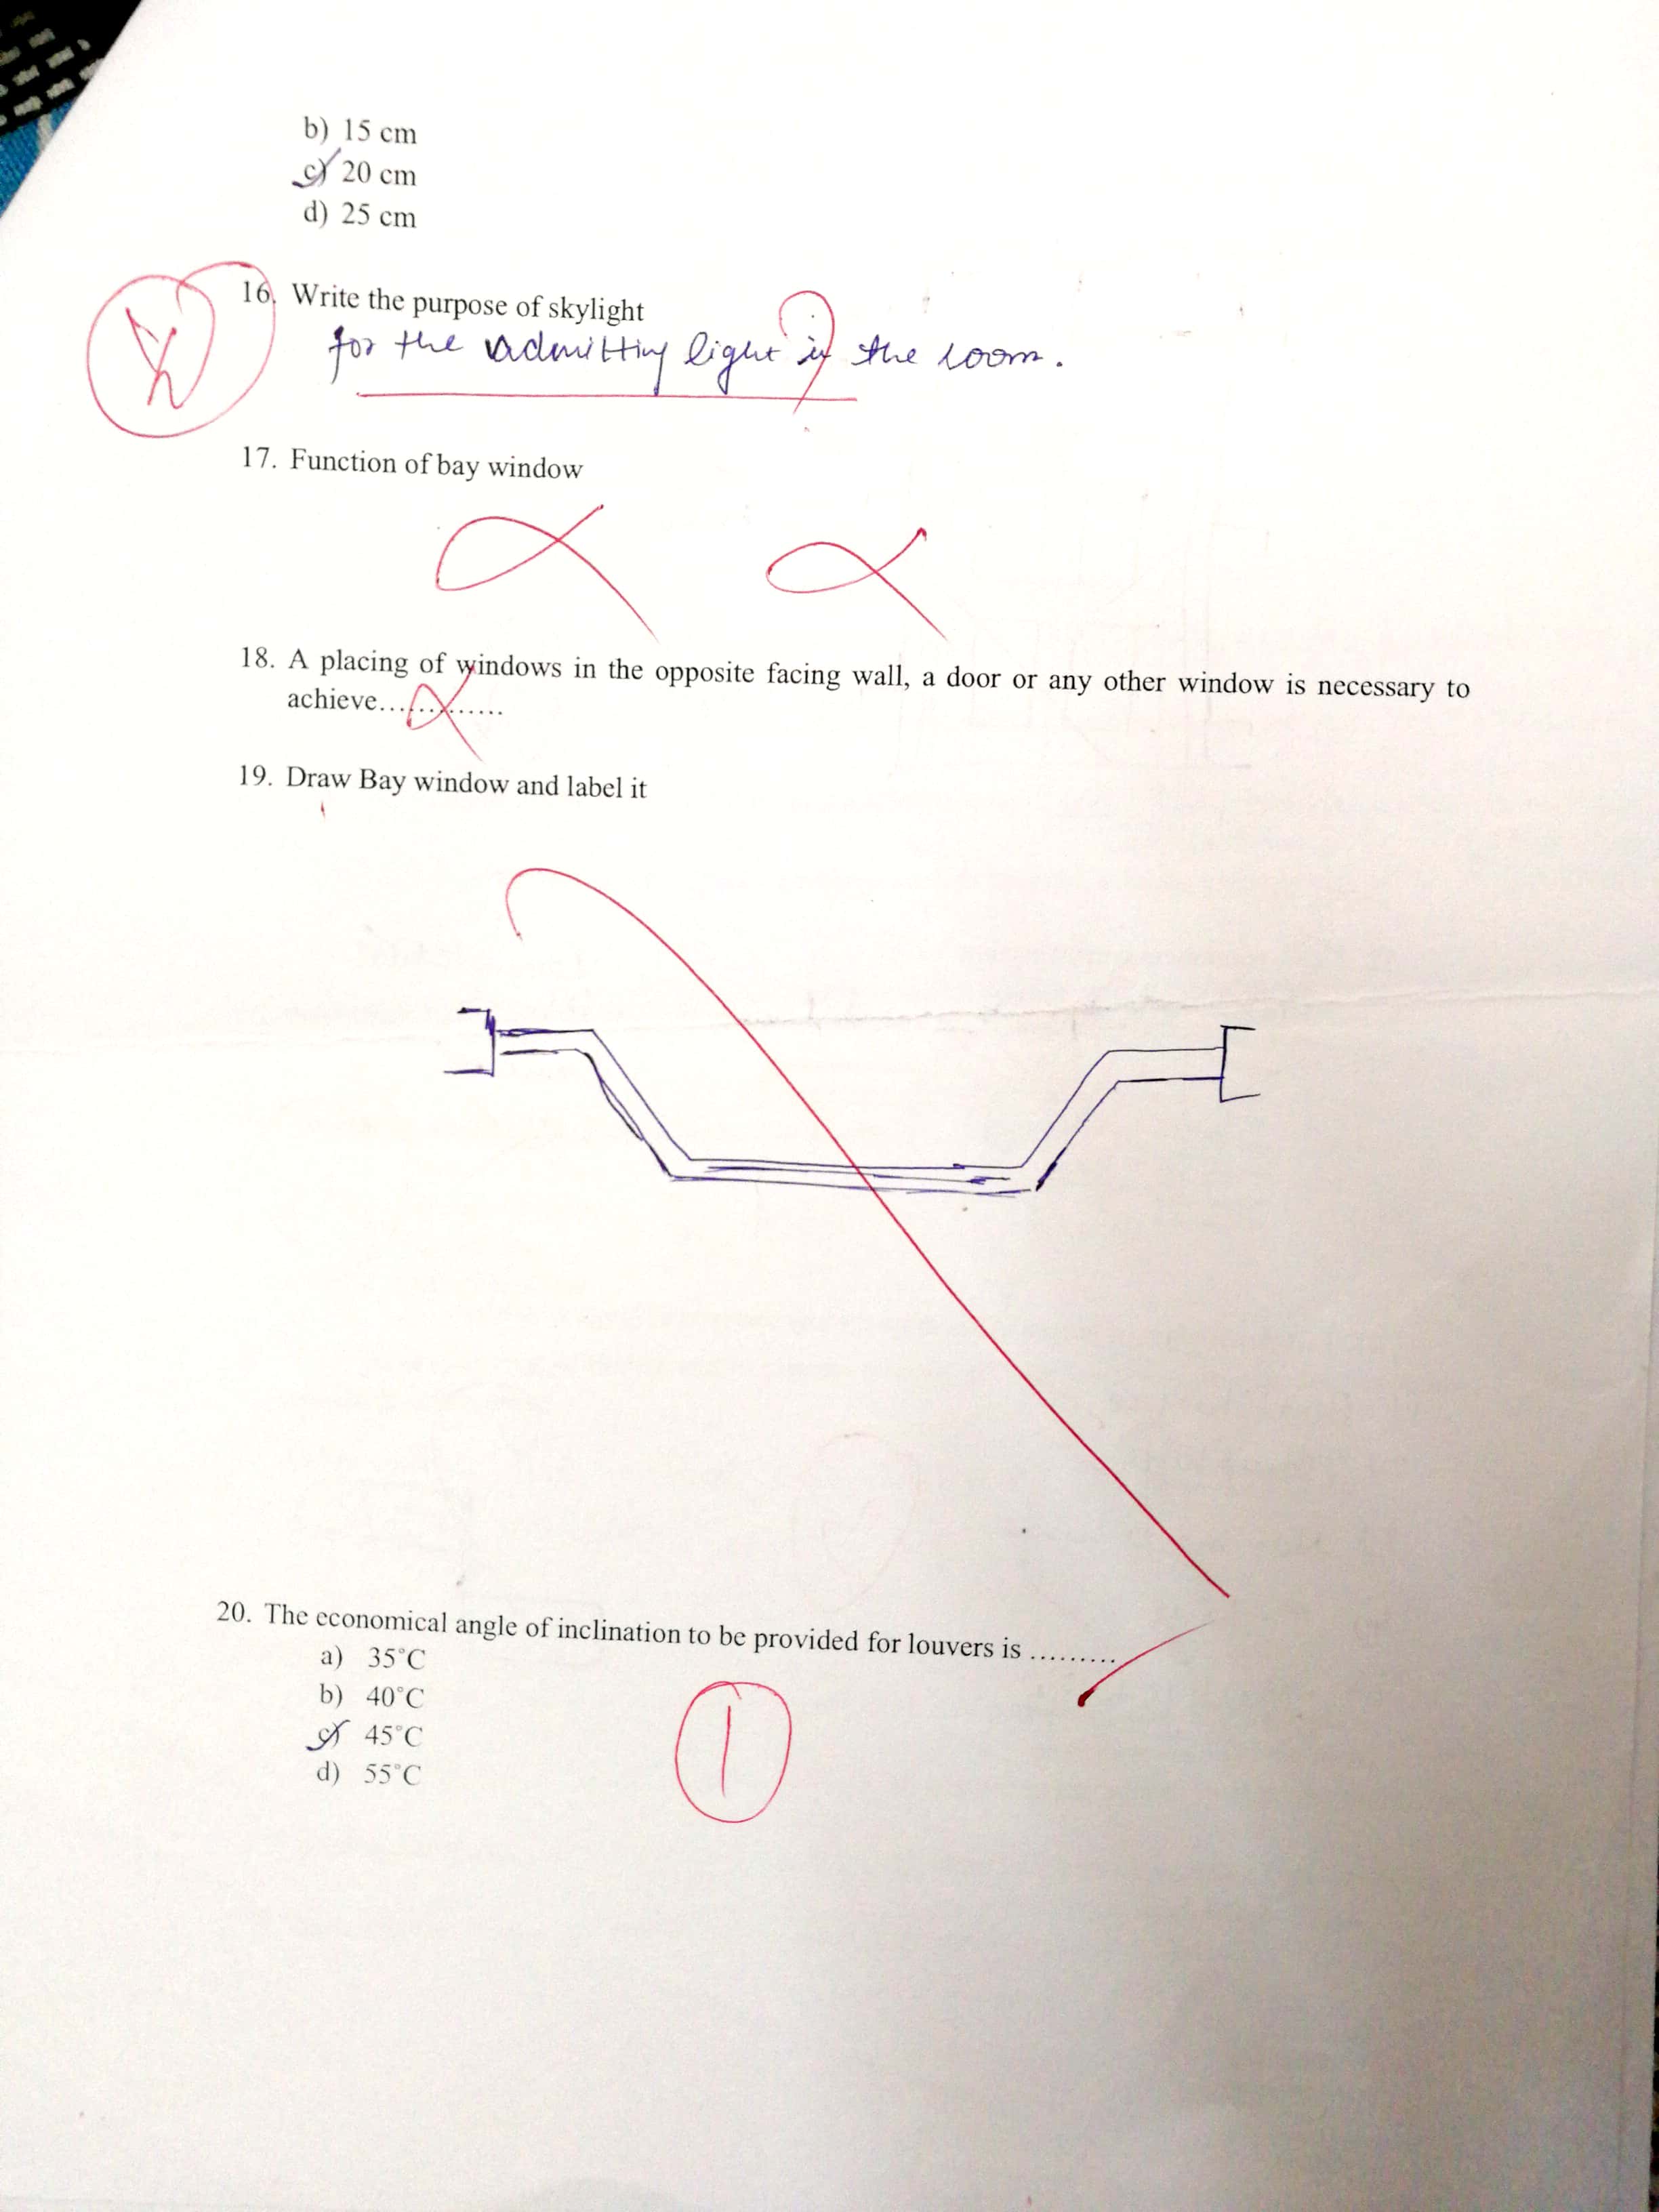 b) 15 cm
c) 20 cm
d) 25 cm
16. Write the purpose of skylight
for the admitting light in the room.
17. Function of bay window
18. A placing of windows in the opposite facing wall, a door or any other window is necessary to
achieve.............
19. Draw Bay window and label it
20. The economical angle of inclination to be provided for louvers is .........
a) 35°C
b) 40°C
c) 45°C
d) 55°C
1